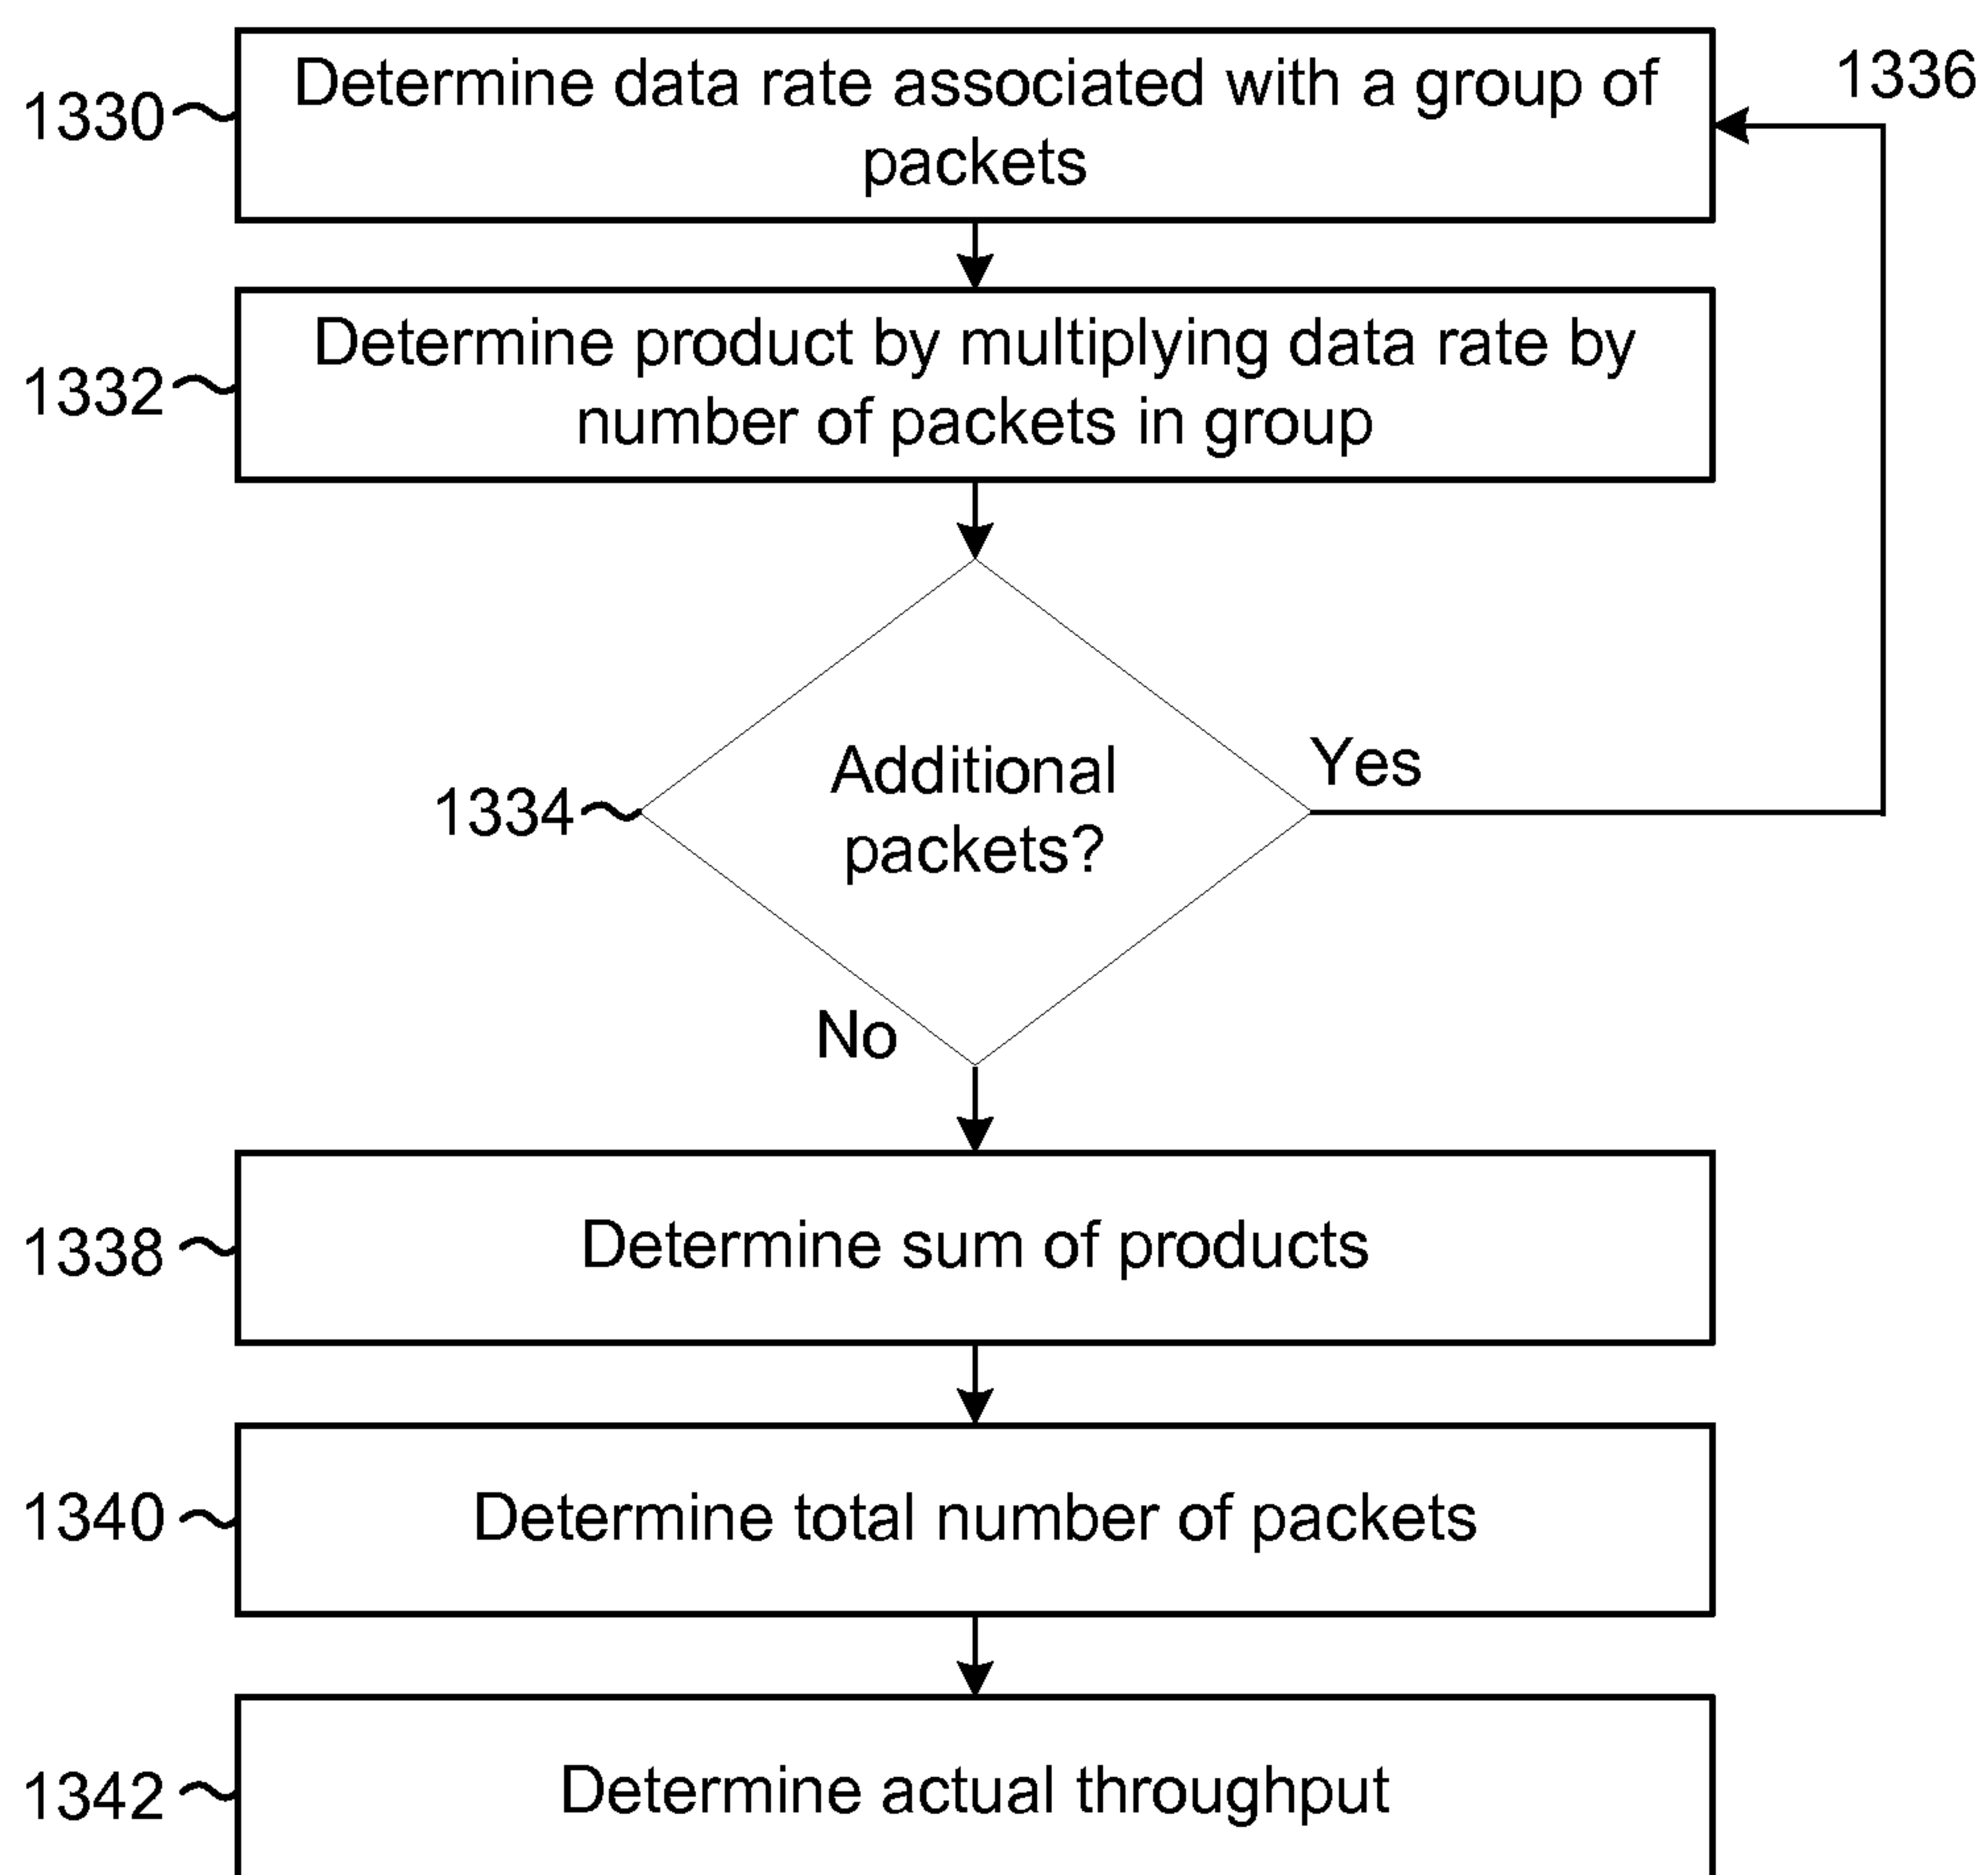 1330
Determine data rate associated with a group of
packets
1336
1332
Determine product by multiplying data rate by
number of packets in group
1334
Additional
packets?
Yes
No
1338
Determine sum of products
1340
Determine total number of packets
1342
Determine actual throughput